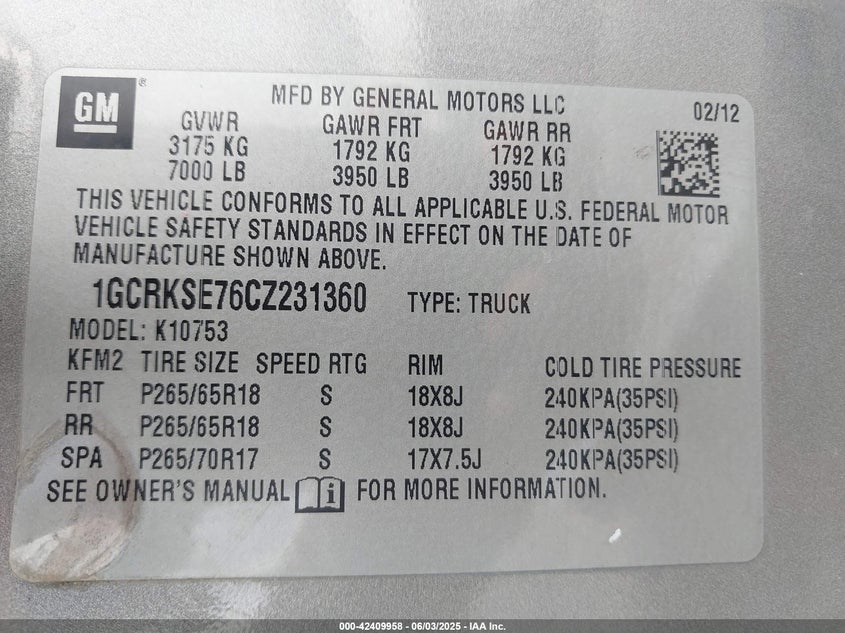 GM ®
MFD BY GENERAL MOTORS LLC
02/12
GVWR GAWR FRT GAWR RR
3175 KG 1792 KG 1792 KG
7000 LB 3950 LB 3950 LB
THIS VEHICLE CONFORMS TO ALL APPLICABLE U.S. FEDERAL MOTOR
VEHICLE SAFETY STANDARDS IN EFFECT ON THE DATE OF
MANUFACTURE SHOWN ABOVE.
1GCRKSE76CZ231360 TYPE: TRUCK
MODEL: K10753
KFM2 TIRE SIZE SPEED RTG RIM COLD TIRE PRESSURE
FRT P265/65R18 S 18X8J 240KPA(35PSI)
RR P265/65R18 S 18X8J 240KPA(35PSI)
SPA P265/70R17 S 17X7.5J 240KPA(35PSI)
SEE OWNER'S MANUAL i FOR MORE INFORMATION.
000-42409958 - 06/03/2025 - IAA Inc.